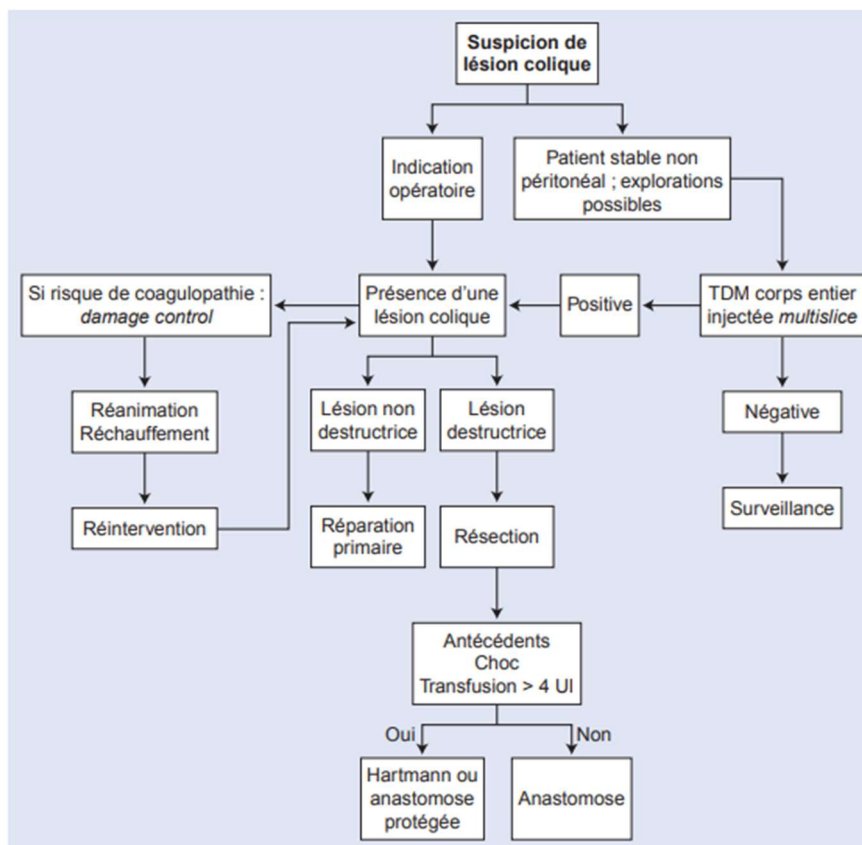 Suspicion de
lésion colique
Indication
opératoire
Patient stable non
péritonéal ; explorations
possibles
Si risque de coagulopathie :
damage control
Présence d'une
lésion colique
Positive
TDM corps entier
injectée multislice
Réanimation
Réchauffement
Lésion non
destructrice
Lésion
destructrice
Négative
Réintervention
Réparation
primaire
Résection
Surveillance
Antécédents
Choc
Transfusion > 4 UI
Oui
Non
Hartmann ou
anastomose
protégée
Anastomose